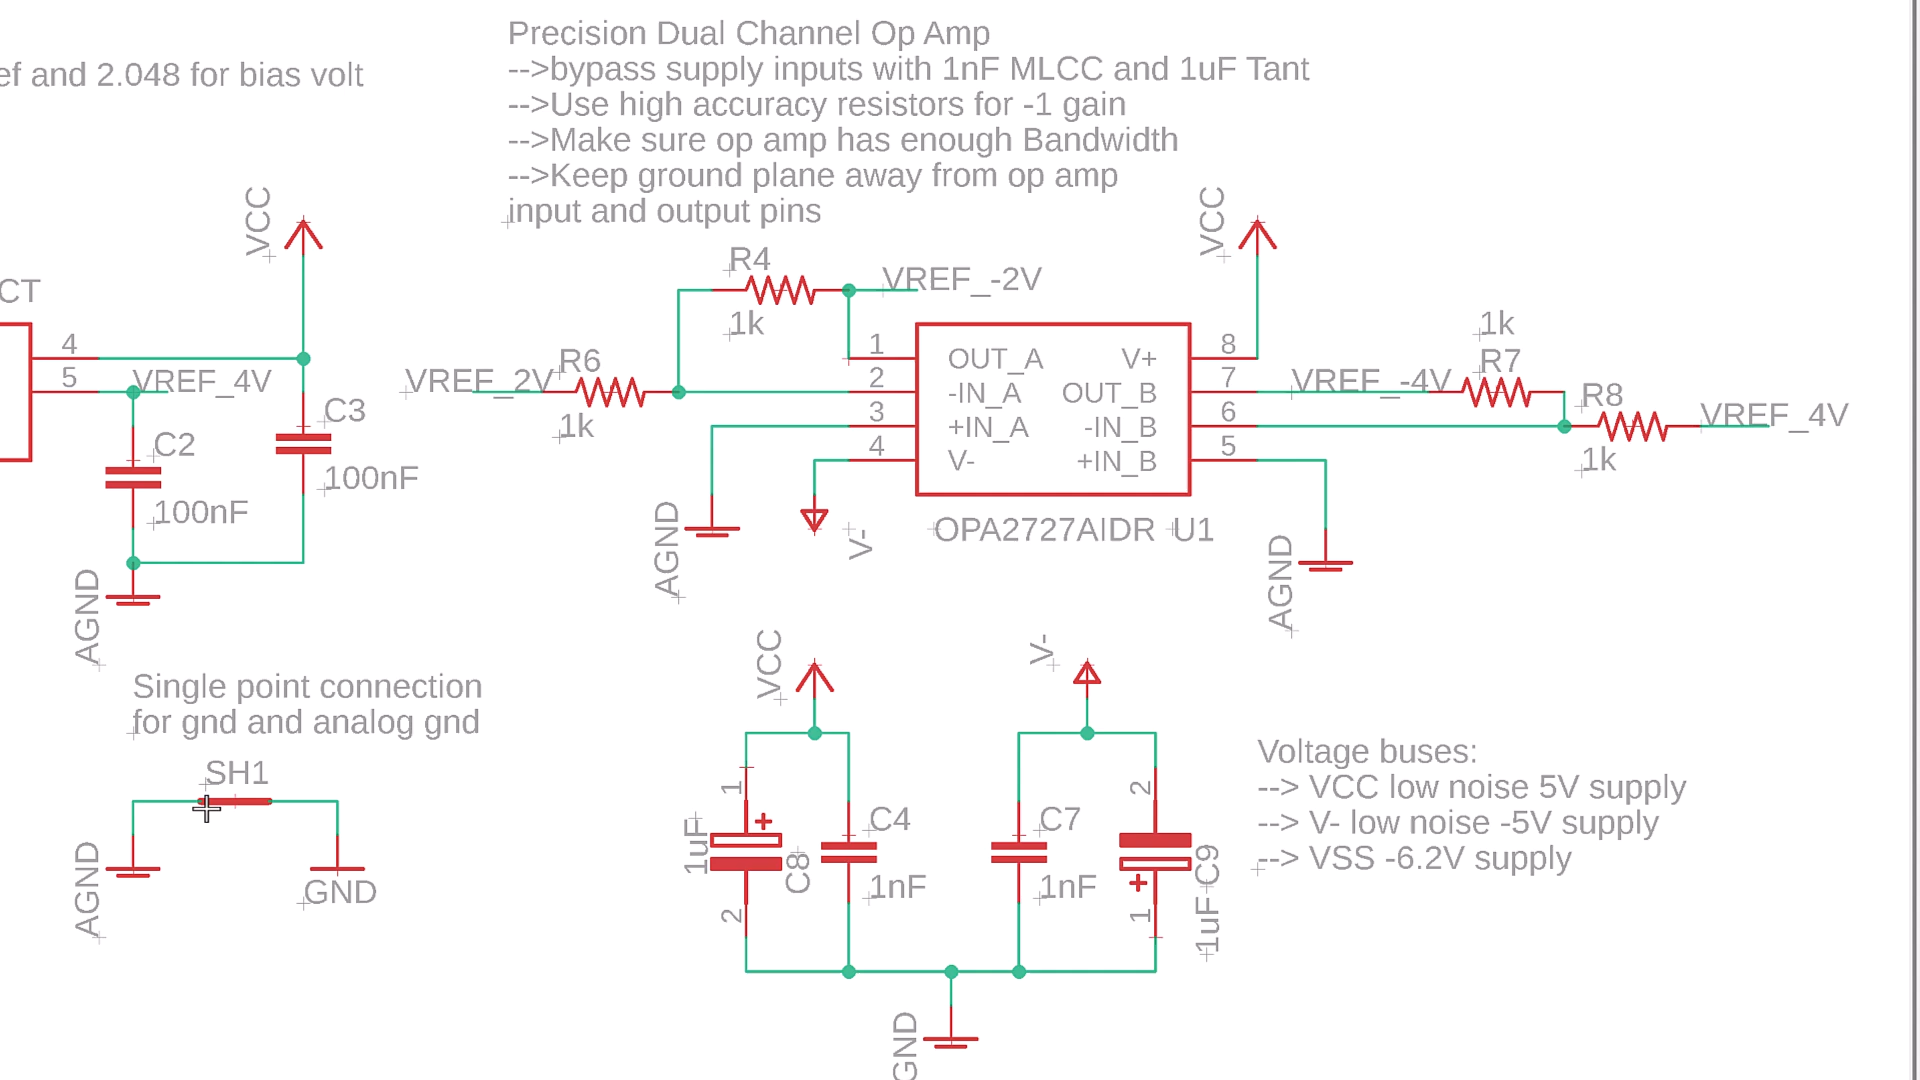 Precision Dual Channel Op Amp
-->bypass supply inputs with 1nF MLCC and 1uF Tant
-->Use high accuracy resistors for -1 gain
-->Make sure op amp has enough Bandwidth
-->Keep ground plane away from op amp
input and output pins
ef and 2.048 for bias volt
VCC
CT
4
5
VREF_4V
C3
100nF
C2
100nF
AGND
R4
1k
VREF_-2V
VREF_2V
R6
1k
1
2
3
4
OUT_A
-IN_A
+IN_A
V-
V+
OUT_B
-IN_B
+IN_B
8
7
6
5
VCC
VREF_-4V
1k
R7
R8
1k
VREF_4V
AGND
V-
OPA2727AIDR
U1
AGND
Single point connection
for gnd and analog gnd
SH1
AGND
GND
VCC
V-
1
1uF
+
C8
2
C4
1nF
C7
1nF
2
+
C9
1uF
1
GND
Voltage buses:
--> VCC low noise 5V supply
--> V- low noise -5V supply
--> VSS -6.2V supply